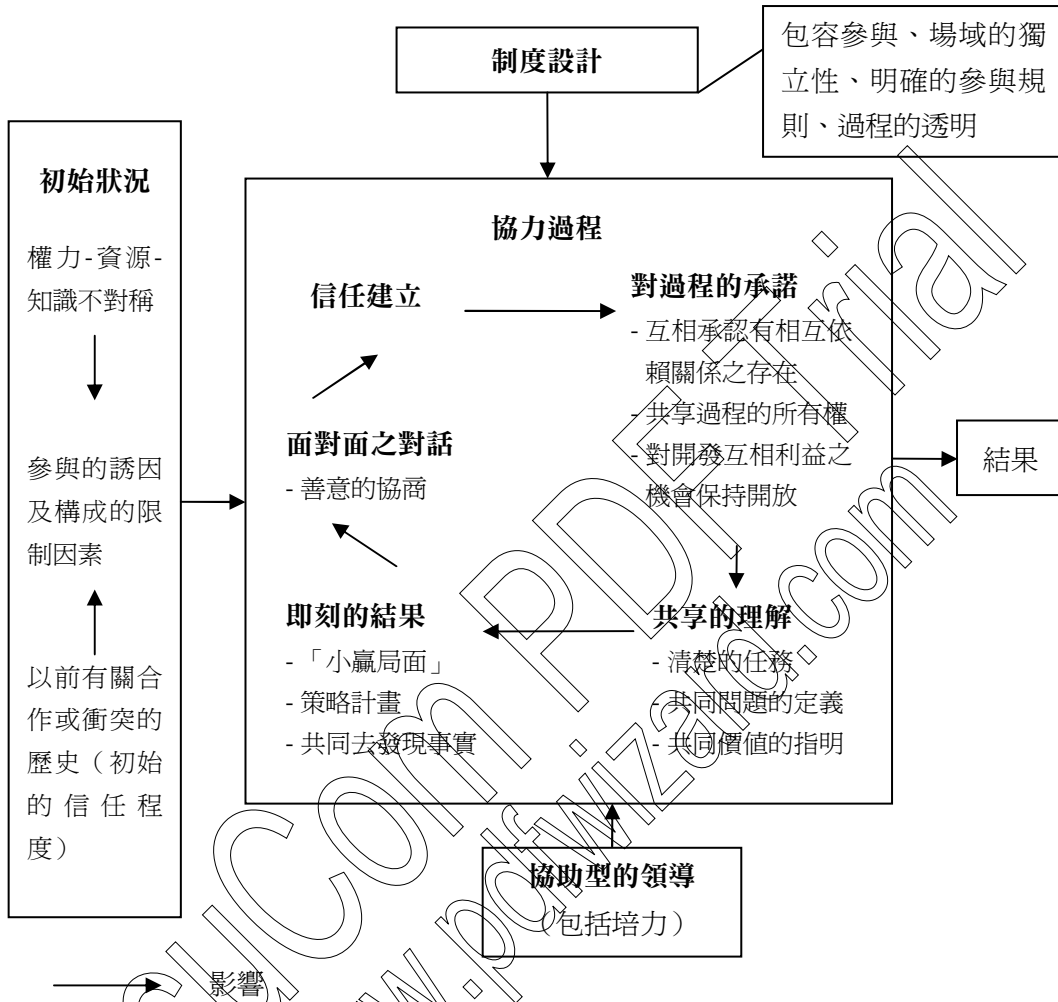 制度設計
包容參與、場域的獨
立性、明確的參與規
則、過程的透明
初始狀況
權力-資源-
知識不對稱
參與的誘因
及構成的限
制因素
以前有關合
作或衝突的
歷史（初始
的信任程
度）
協力過程
信任建立
對過程的承諾
- 互相承認有相互依
賴關係之存在
- 共享過程的所有權
- 對開發互相利益之
機會保持開放
面對面之對話
- 善意的協商
即刻的結果
- 「小贏局面」
- 策略計畫
- 共同去發現事實
共享的理解
- 清楚的任務
- 共同問題的定義
- 共同價值的指明
結果
協助型的領導
（包括培力）
影響
uCom PDF Trial
w.pdfwizard.com